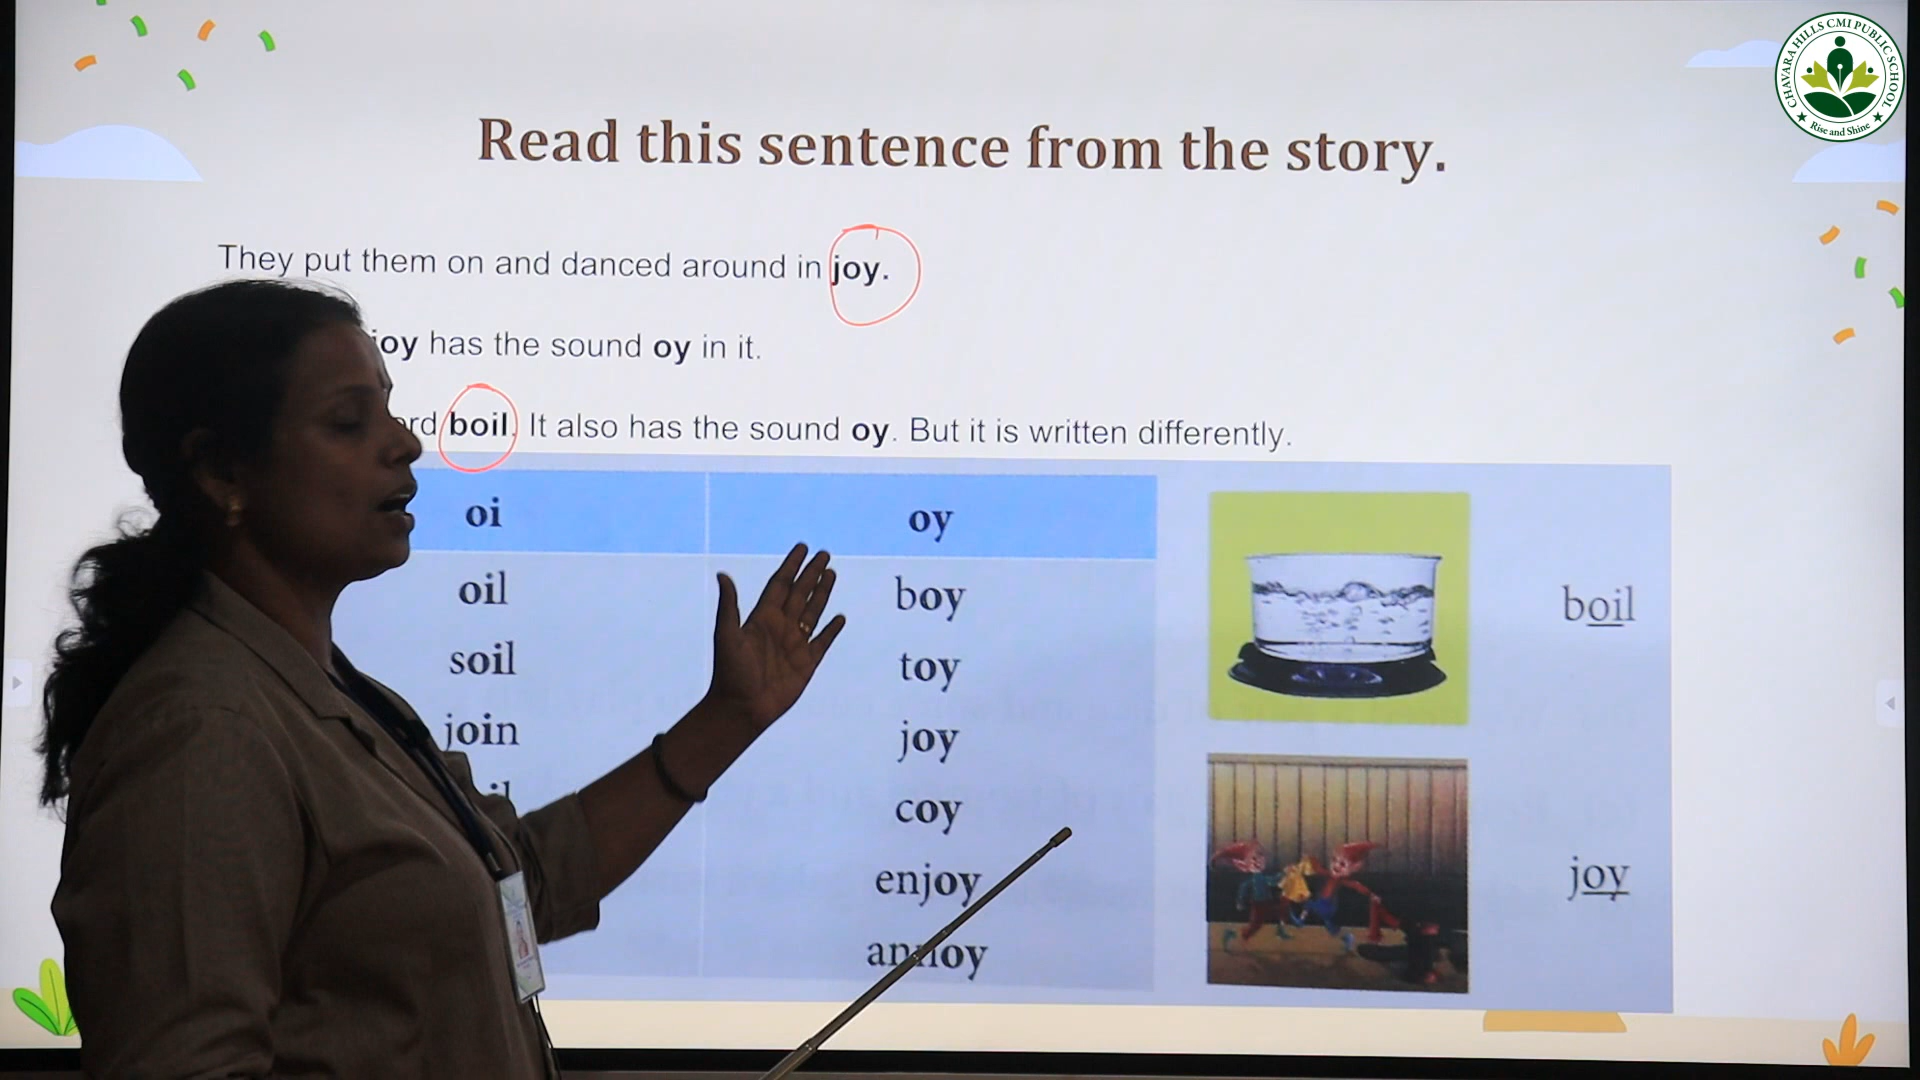 CHAVARA HILLS CMI PUBLIC SCHOOL
Rise and Shine
Read this sentence from the story.
They put them on and danced around in joy.
joy has the sound oy in it.
boil. It also has the sound oy. But it is written differently.
oi oy
oil boy
soil toy
join joy
coy
enjoy
annoy
boil
joy